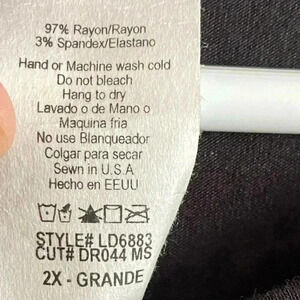 97% Rayon/Rayon
3% Spandex/Elastano
Hand or Machine wash cold
Do not bleach
Hang to dry
Lavado o de Mano o
Maquina fria
No use Blanqueador
Colgar para secar
Sewn in U.S.A
Hecho en EEUU
STYLE# LD6883
CUT# DR044 MS
2X - GRANDE